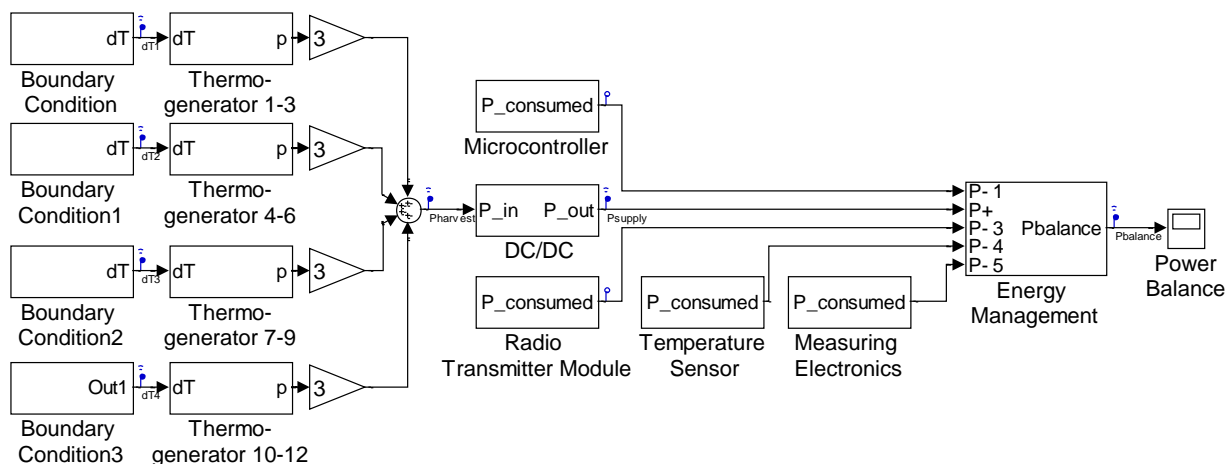 dT
dT1
dT
p
3
Boundary
Condition
Thermo-
generator 1-3
dT
dT2
dT
p
3
Boundary
Condition1
Thermo-
generator 4-6
dT
dT3
dT
p
3
Boundary
Condition2
Thermo-
generator 7-9
Out1
dT4
dT
p
3
Boundary
Condition3
Thermo-
generator 10-12
Pharvest
P_consumed
Microcontroller
P_in
P_out
Psupply
DC/DC
P_consumed
Radio
Transmitter Module
P_consumed
Temperature
Sensor
P_consumed
Measuring
Electronics
P- 1
P+
P- 3
P- 4
P- 5
Pbalance
Energy
Management
Pbalance
Power
Balance